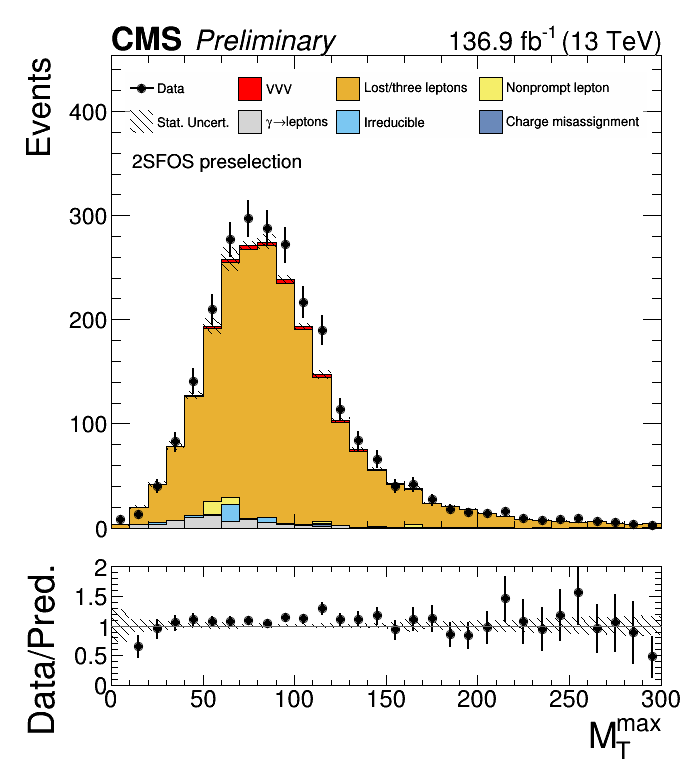 CMS Preliminary 136.9 fb-1 (13 TeV)
Events
Data VVV Lost/three leptons Nonprompt lepton
Stat. Uncert. γ→leptons Irreducible Charge misassignment
2SFOS preselection
400
300
200
100
0
Data/Pred.
2
1.5
1
0.5
0
0 50 100 150 200 250 300
M_T^max